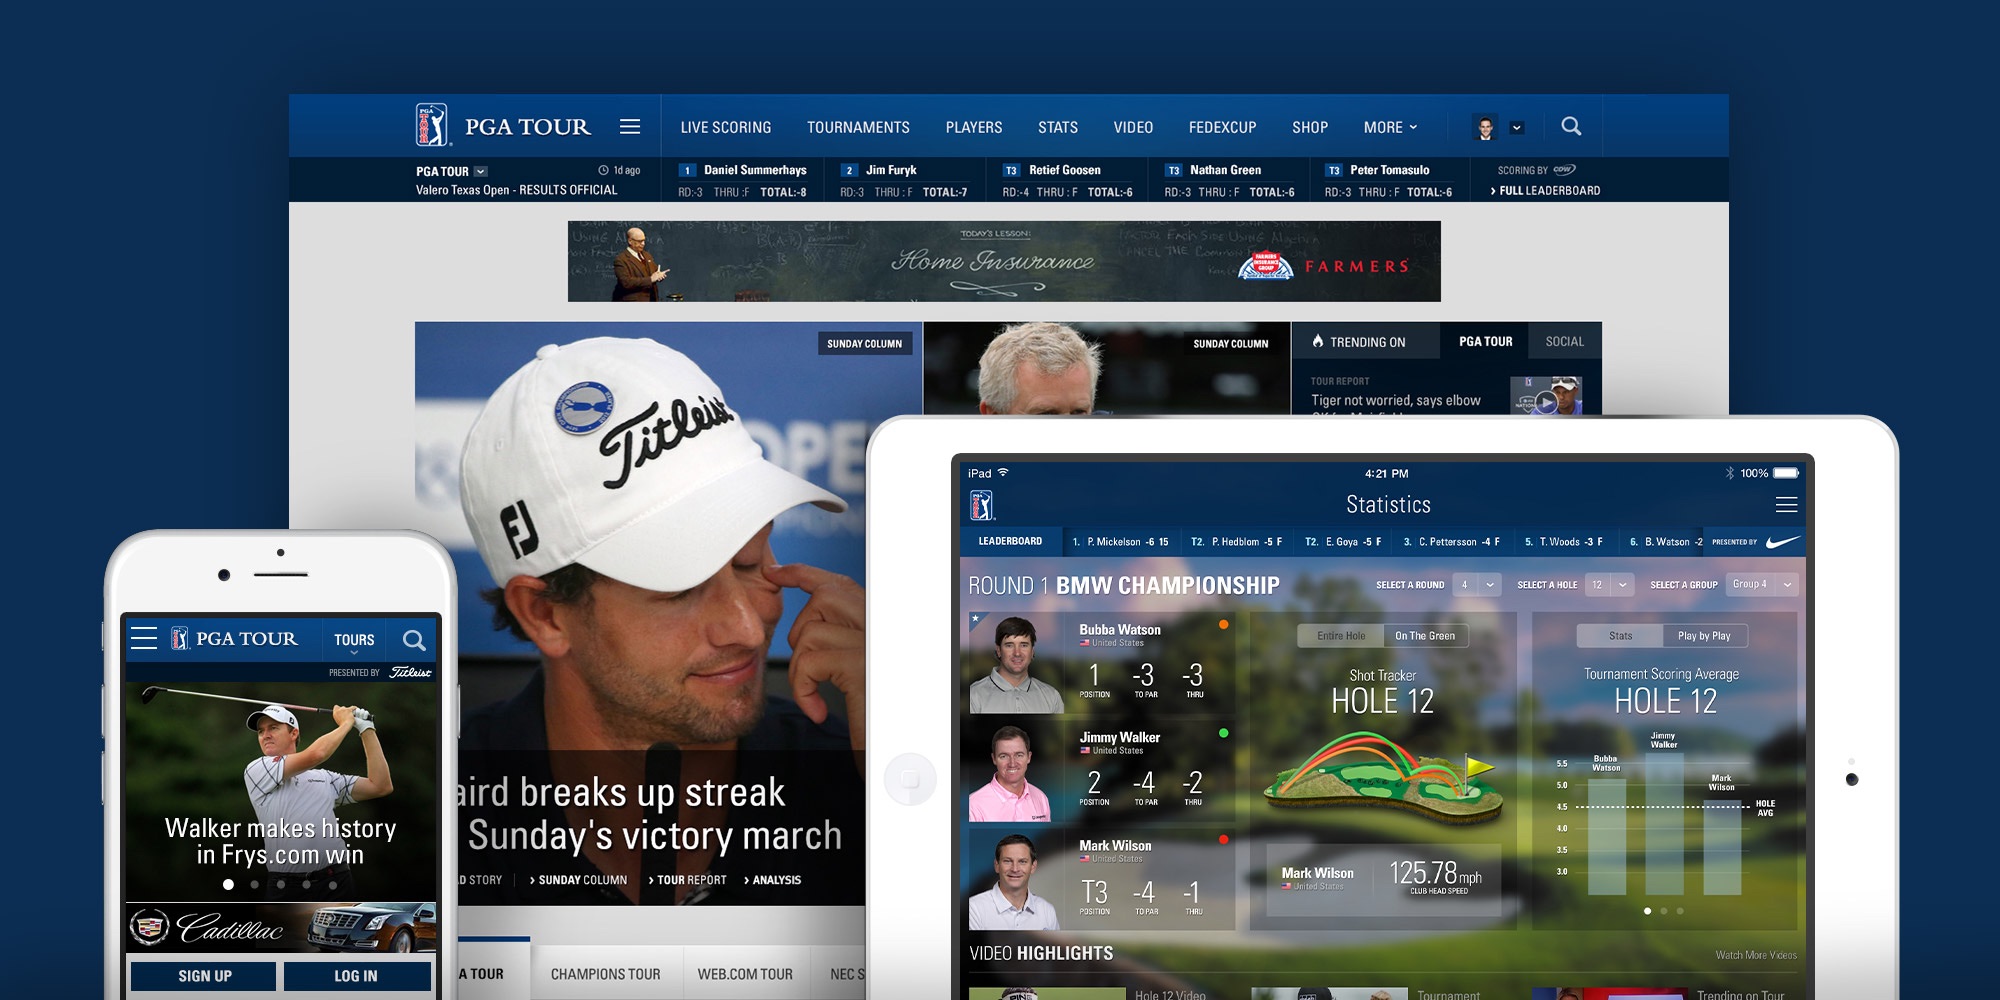 PGA TOUR
LIVE SCORING TOURNAMENTS PLAYERS STATS VIDEO FEDEXCUP SHOP MORE
PGA TOUR 1d ago
Valero Texas Open - RESULTS OFFICIAL
1 Daniel Summerhays
RD:-3 THRU :F TOTAL:-8
2 Jim Furyk
RD:-3 THRU : F TOTAL:-7
T3 Retief Goosen
RD:-4 THRU : F TOTAL:-6
T3 Nathan Green
RD:-3 THRU : F TOTAL:-6
T3 Peter Tomasulo
RD:-3 THRU : F TOTAL:-6
SCORING BY CDW
› FULL LEADERBOARD
TODAY'S LESSON:
Home Insurance
FARMERS INSURANCE GROUP
FARMERS
SUNDAY COLUMN
Titleist
FJ
OPE
aird breaks up streak
Sunday's victory march
D STORY › SUNDAY COLUMN › TOUR REPORT › ANALYSIS
A TOUR CHAMPIONS TOUR WEB.COM TOUR NEC S
SUNDAY COLUMN
TRENDING ON PGA TOUR SOCIAL
TOUR REPORT
Tiger not worried, says elbow
PGA TOUR TOURS
PRESENTED BY Titleist
Walker makes history
in Frys.com win
Cadillac
SIGN UP LOG IN
iPad 4:21 PM 100%
Statistics
LEADERBOARD 1. P. Mickelson -6 15 T2. P. Hedblom -5 F T2. E. Goya -5 F 3. C. Pettersson -4 F 5. T. Woods -3 F 6. B. Watson -2 PRESENTED BY
ROUND 1 BMW CHAMPIONSHIP SELECT A ROUND 4 SELECT A HOLE 12 SELECT A GROUP Group 4
Bubba Watson
United States
1 -3 -3
POSITION TO PAR THRU
Jimmy Walker
United States
2 -4 -2
POSITION TO PAR THRU
Mark Wilson
United States
T3 -4 -1
POSITION TO PAR THRU
Entire Hole On The Green
Shot Tracker
HOLE 12
Mark Wilson
United States
125.78 mph
CLUB HEAD SPEED
Stats Play by Play
Tournament Scoring Average
HOLE 12
Bubba Watson
Jimmy Walker
Mark Wilson
5.5
5.0
4.5
4.0
3.5
3.0
HOLE AVG
VIDEO HIGHLIGHTS Watch More Videos
Hole 12 Video
Tournament
Trending on Tour